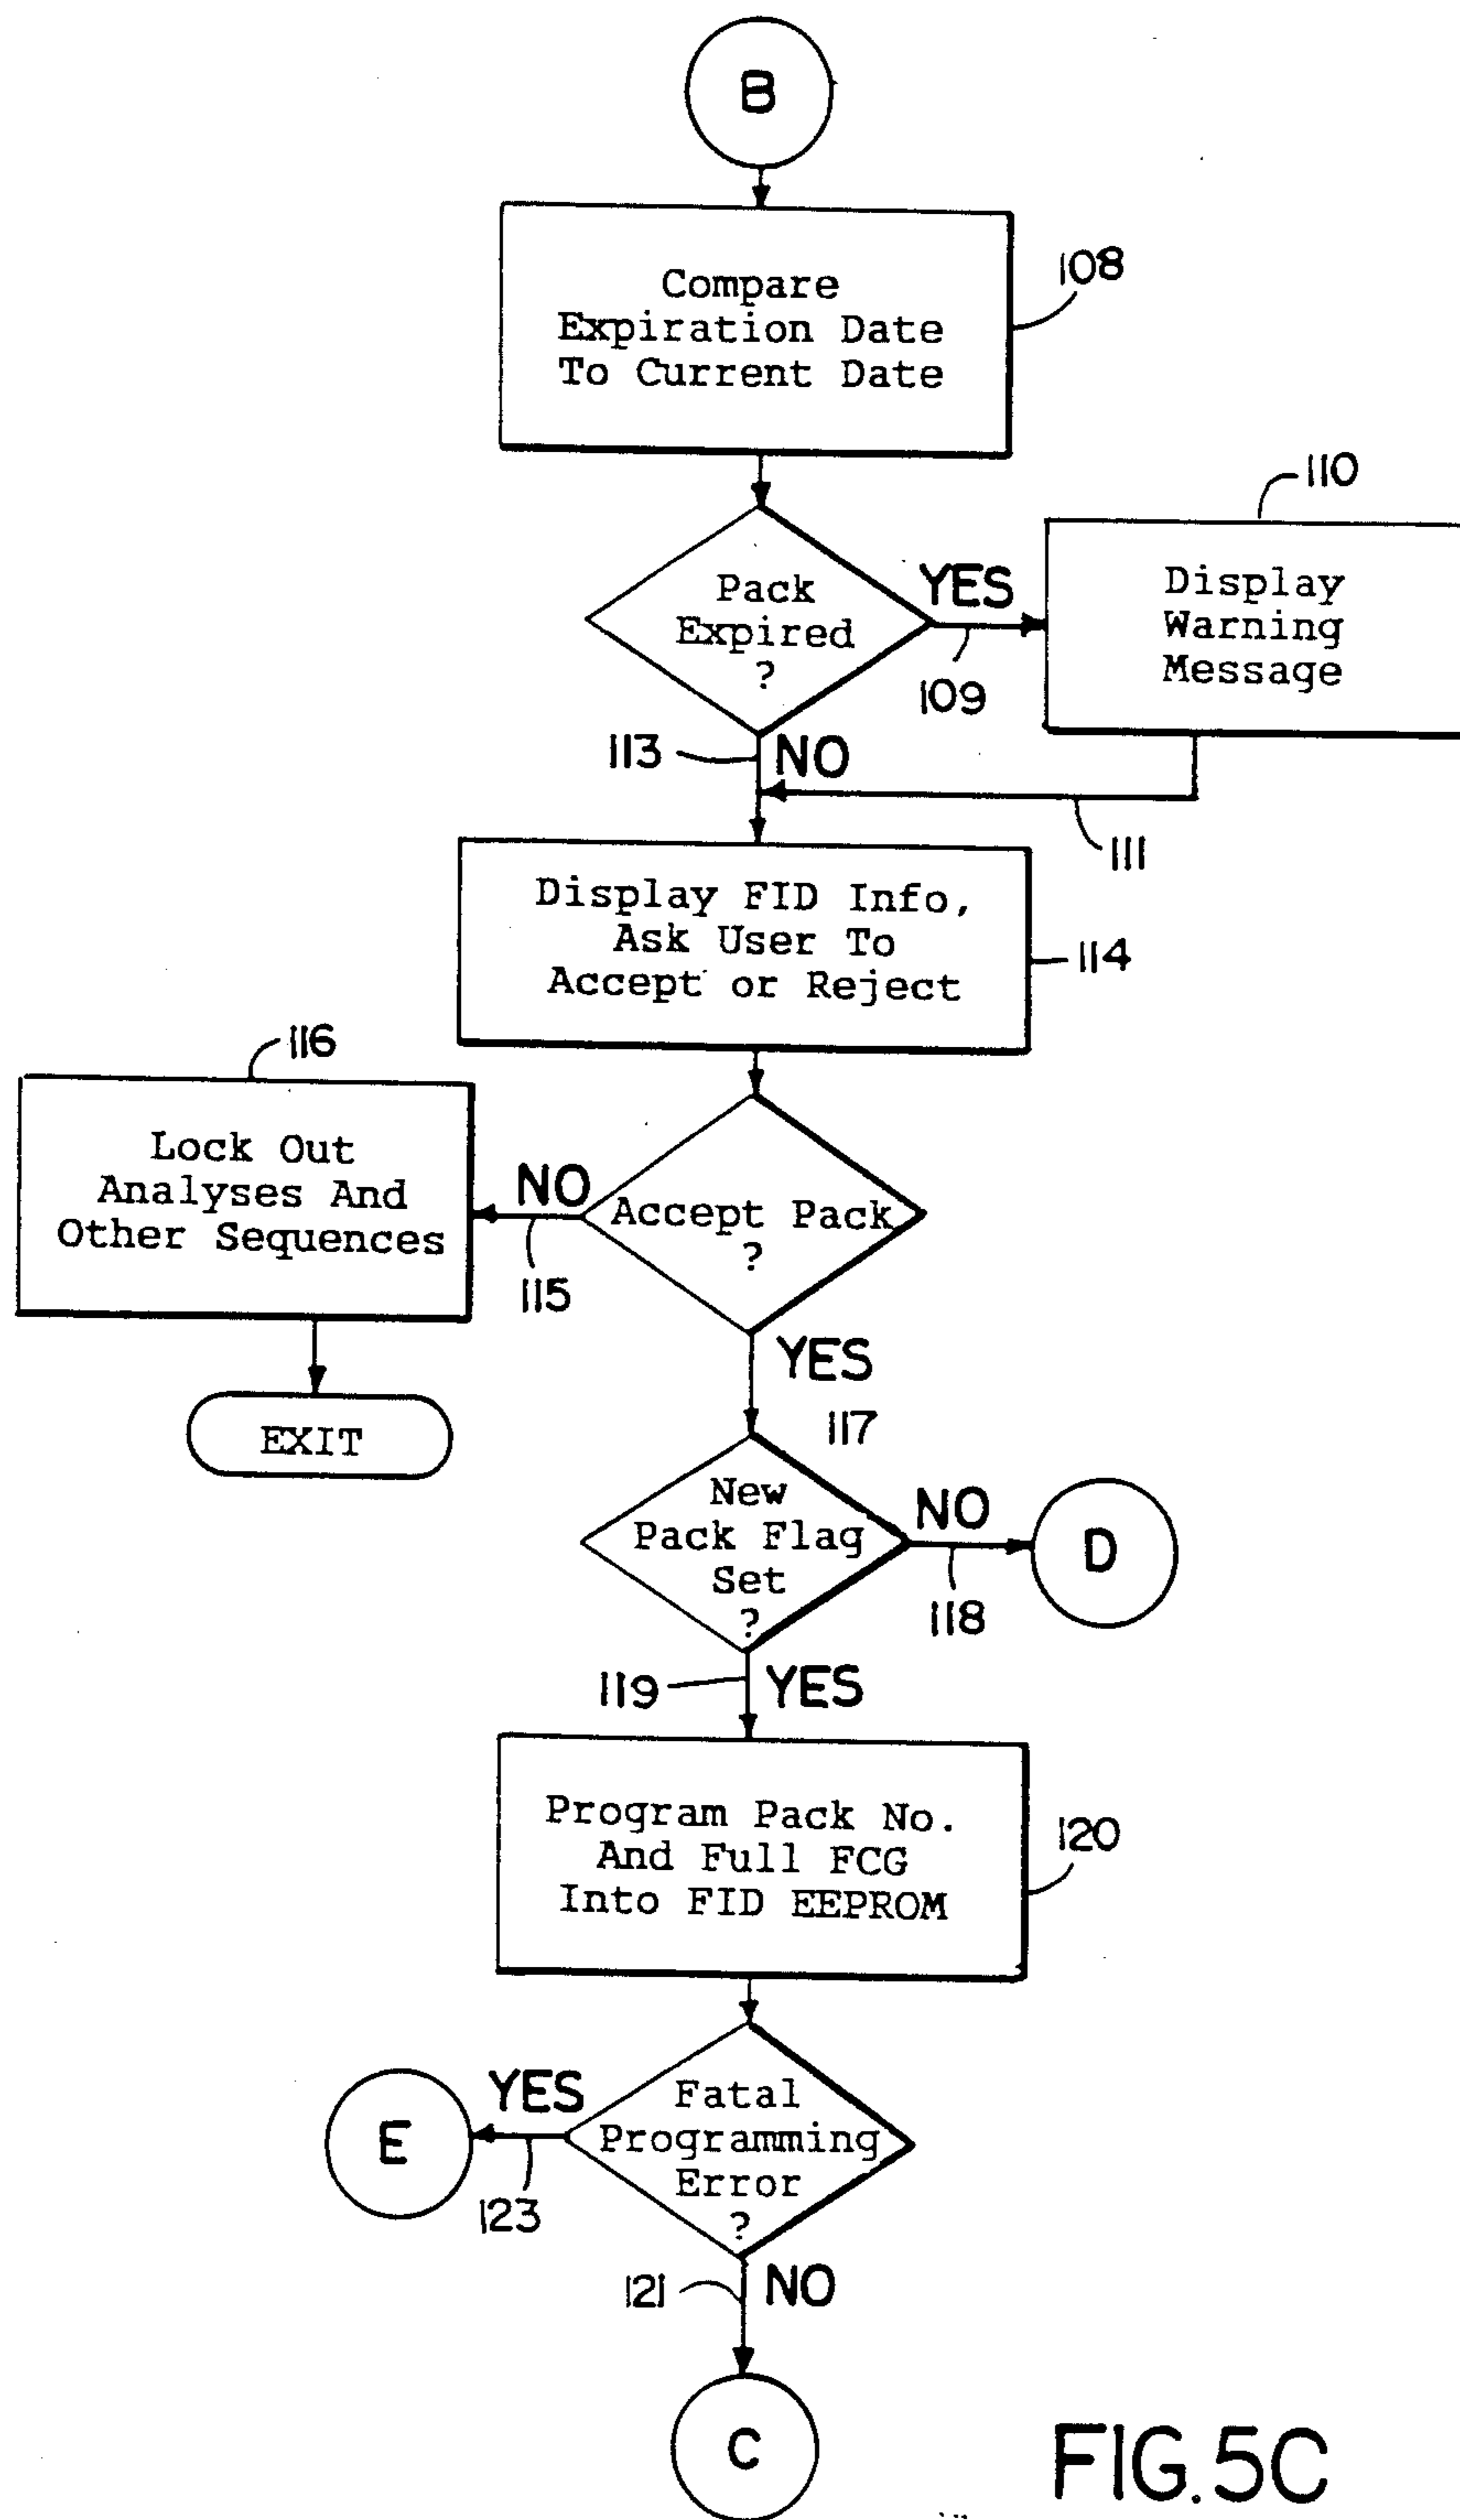 B
Compare
Expiration Date
To Current Date
108
110
Pack
Expired
?
YES
109
Display
Warning
Message
113
NO
111
Display FID Info,
Ask User To
Accept or Reject
114
116
Lock Out
Analyses And
Other Sequences
NO
115
Accept Pack
?
EXIT
YES
117
New
Pack Flag
Set
?
NO
118
D
119
YES
Program Pack No.
And Full FCG
Into FID EEPROM
120
E
YES
123
Fatal
Programming
Error
?
121
NO
C
FIG.5C